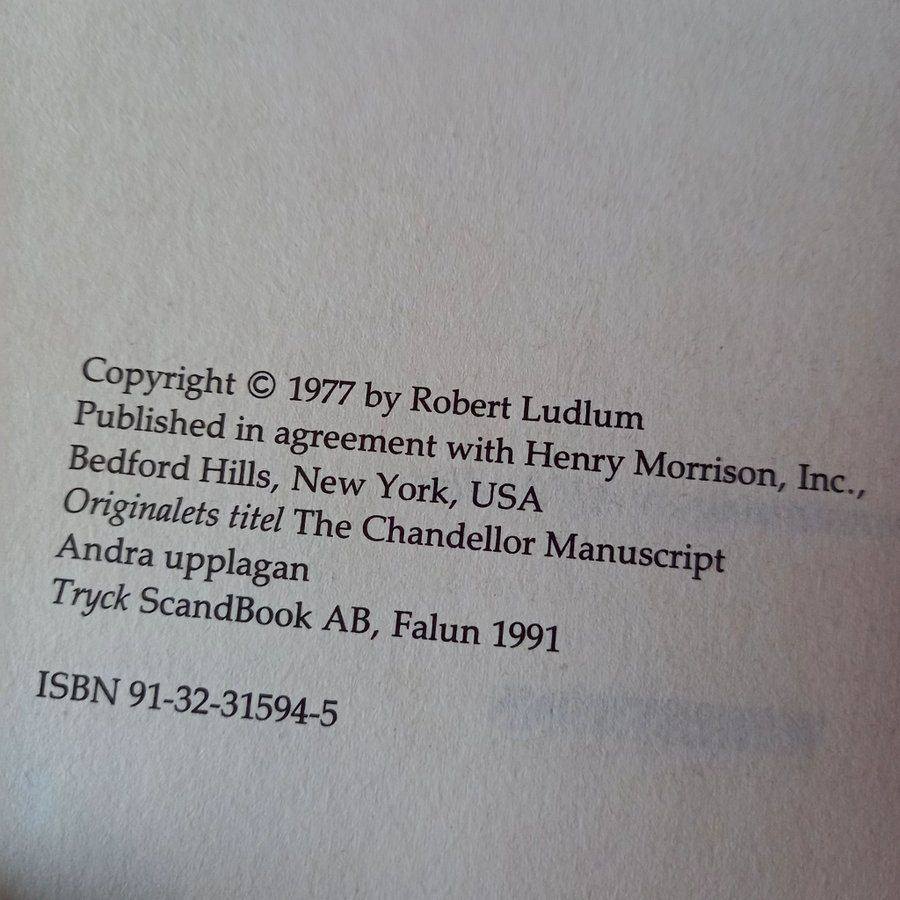 Copyright © 1977 by Robert Ludlum
Published in agreement with Henry Morrison, Inc.,
Bedford Hills, New York, USA
Originalets titel The Chandellor Manuscript
Andra upplagan
Tryck ScandBook AB, Falun 1991
ISBN 91-32-31594-5